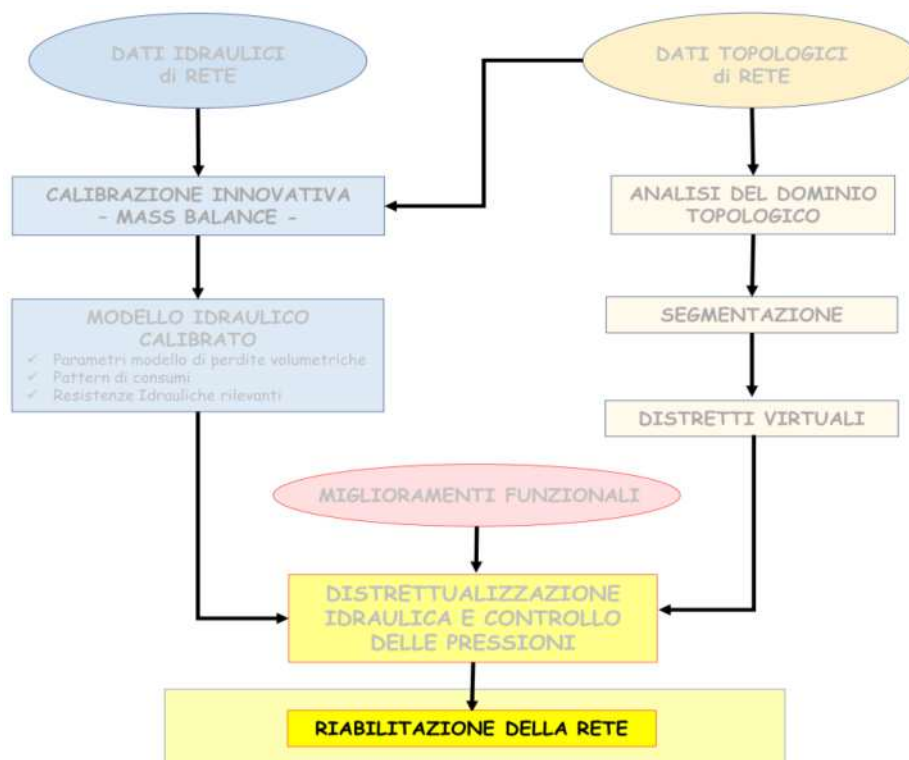 DATI IDRAULICI
di RETE
DATI TOPOLOGICI
di RETE
CALIBRAZIONE INNOVATIVA
- MASS BALANCE -
ANALISI DEL DOMINIO
TOPOLOGICO
MODELLO IDRAULICO
CALIBRATO
✓ Parametri modello di perdite volumetriche
✓ Pattern di consumi
✓ Resistenze Idrauliche rilevanti
SEGMENTAZIONE
DISTRETTI VIRTUALI
MIGLIORAMENTI FUNZIONALI
DISTRETTUALIZZAZIONE
IDRAULICA E CONTROLLO
DELLE PRESSIONI
RIABILITAZIONE DELLA RETE